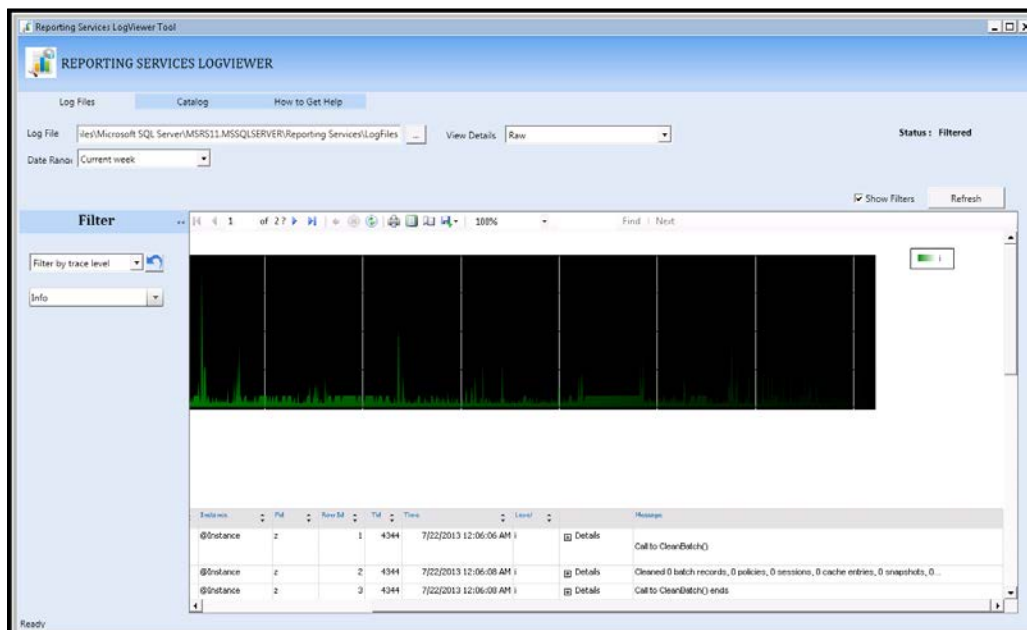 Reporting Services LogViewer Tool
REPORTING SERVICES LOGVIEWER
Log Files Catalog How to Get Help
Log File iles\Microsoft SQL Server\MSRS11.MSSQLSERVER\Reporting Services\LogFiles ... View Details Raw Status : Filtered
Date Rang Current week
Show Filters Refresh
Filter 1 of 2 ? 100% Find | Next
Filter by trace level i
Info
Instance Pid Row Id Tid Time Level Message
@Instance z 1 4344 7/22/2013 12:06:06 AM i Details Call to CleanBatch()
@Instance z 2 4344 7/22/2013 12:06:08 AM i Details Cleaned 0 batch records, 0 policies, 0 sessions, 0 cache entries, 0 snapshots, 0...
@Instance z 3 4344 7/22/2013 12:06:08 AM i Details Call to CleanBatch() ends
Ready